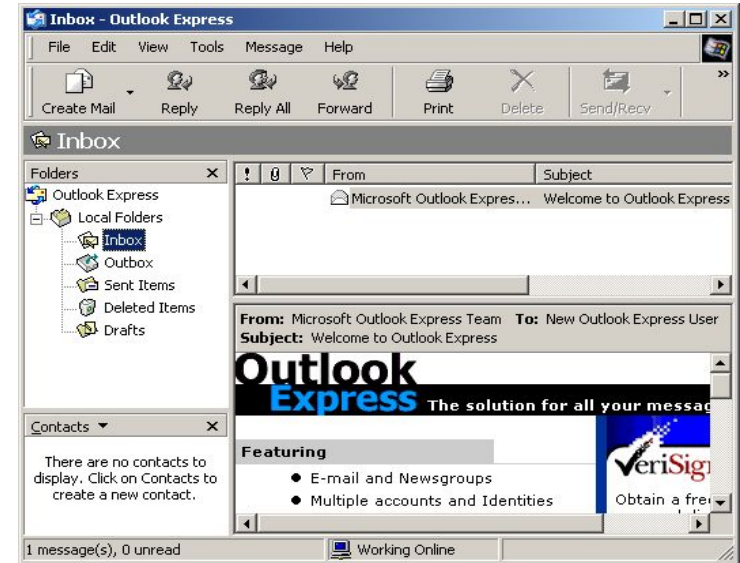 Inbox - Outlook Express
File Edit View Tools Message Help
Create Mail Reply Reply All Forward Print Delete Send/Recv »
Inbox
Folders
Outlook Express
Local Folders
Inbox
Outbox
Sent Items
Deleted Items
Drafts
! From Subject
Microsoft Outlook Expres... Welcome to Outlook Express
From: Microsoft Outlook Express Team To: New Outlook Express User
Subject: Welcome to Outlook Express
Outlook
Express The solution for all your messag
Featuring
• E-mail and Newsgroups
• Multiple accounts and Identities
VeriSign
Obtain a free
Contacts
There are no contacts to
display. Click on Contacts to
create a new contact.
1 message(s), 0 unread Working Online